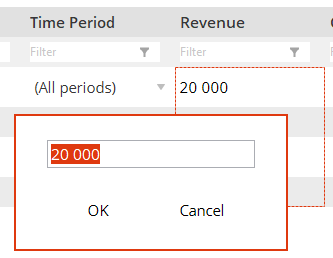 Time Period Revenue
Filter Filter
(All periods) 20 000
20 000
OK Cancel